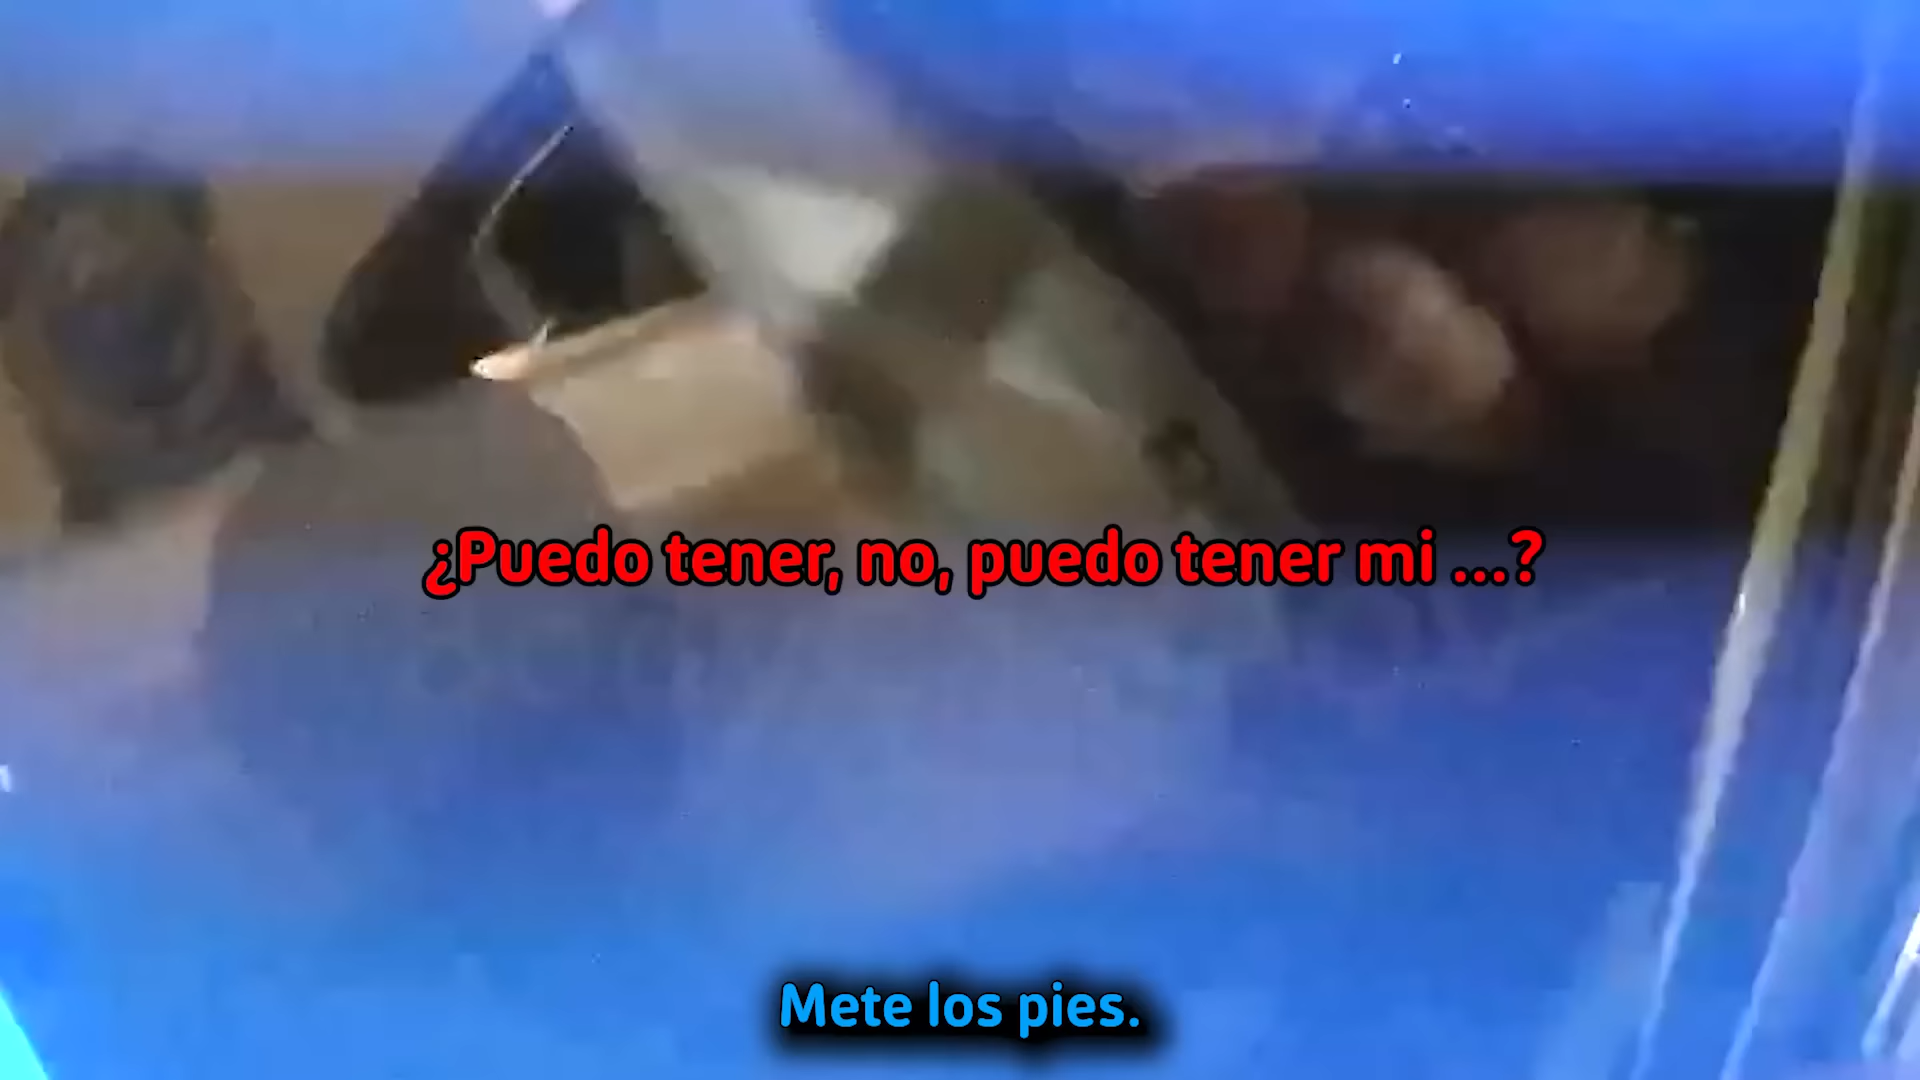 ¿Puedo tener, no, puedo tener mi ...?
Mete los pies.